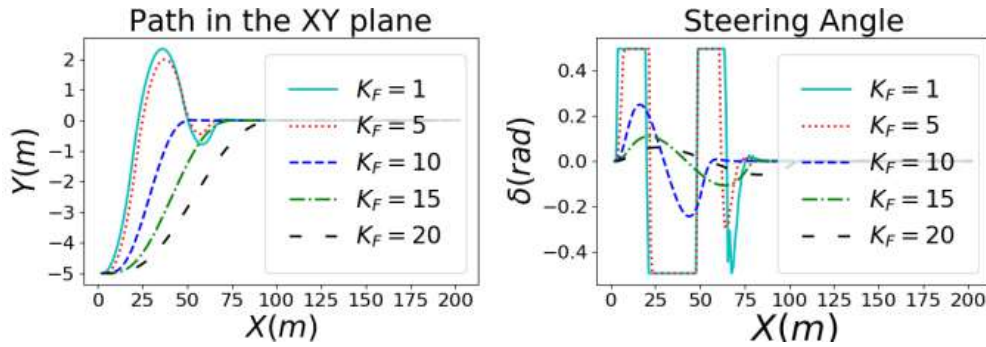 Path in the XY plane
Y(m)
2
1
0
−1
−2
−3
−4
−5
K_F = 1
K_F = 5
K_F = 10
K_F = 15
K_F = 20
0 25 50 75 100 125 150 175 200
X(m)
Steering Angle
δ(rad)
0.4
0.2
0.0
−0.2
−0.4
K_F = 1
K_F = 5
K_F = 10
K_F = 15
K_F = 20
0 25 50 75 100 125 150 175 200
X(m)